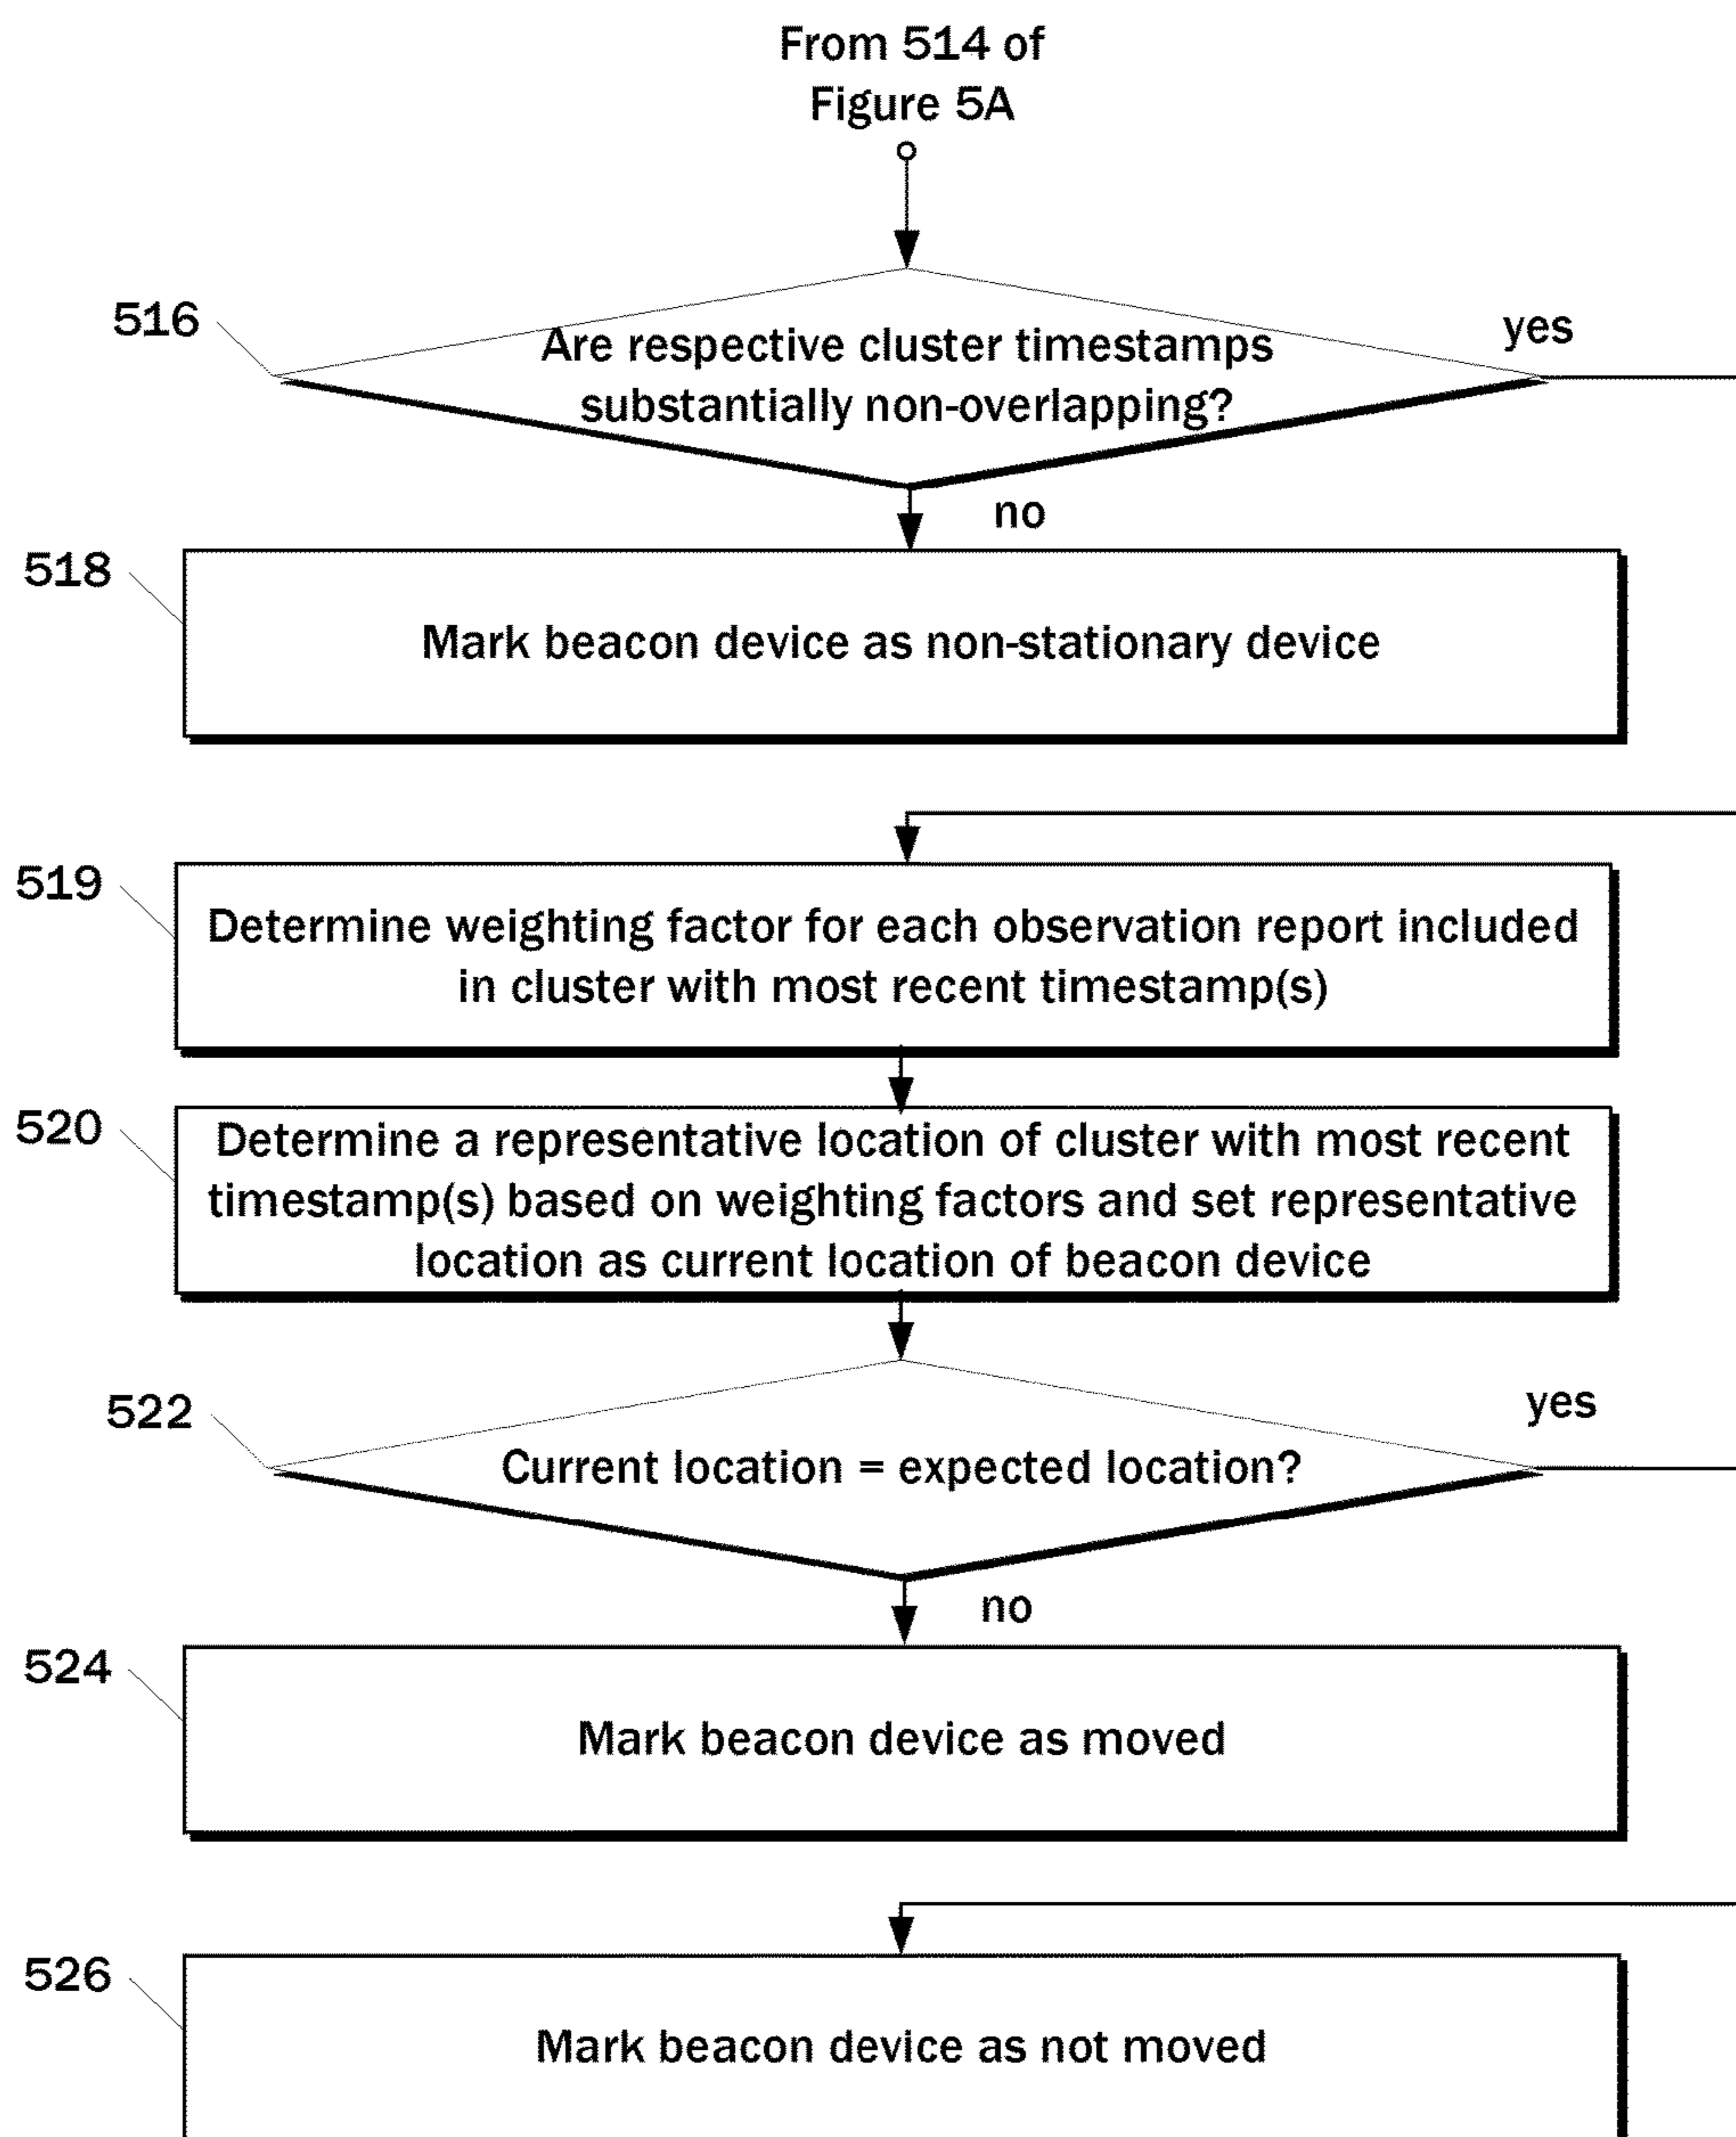 From 514 of
Figure 5A
516
Are respective cluster timestamps
substantially non-overlapping?
yes
no
518
Mark beacon device as non-stationary device
519
Determine weighting factor for each observation report included
in cluster with most recent timestamp(s)
520
Determine a representative location of cluster with most recent
timestamp(s) based on weighting factors and set representative
location as current location of beacon device
522
Current location = expected location?
yes
no
524
Mark beacon device as moved
526
Mark beacon device as not moved